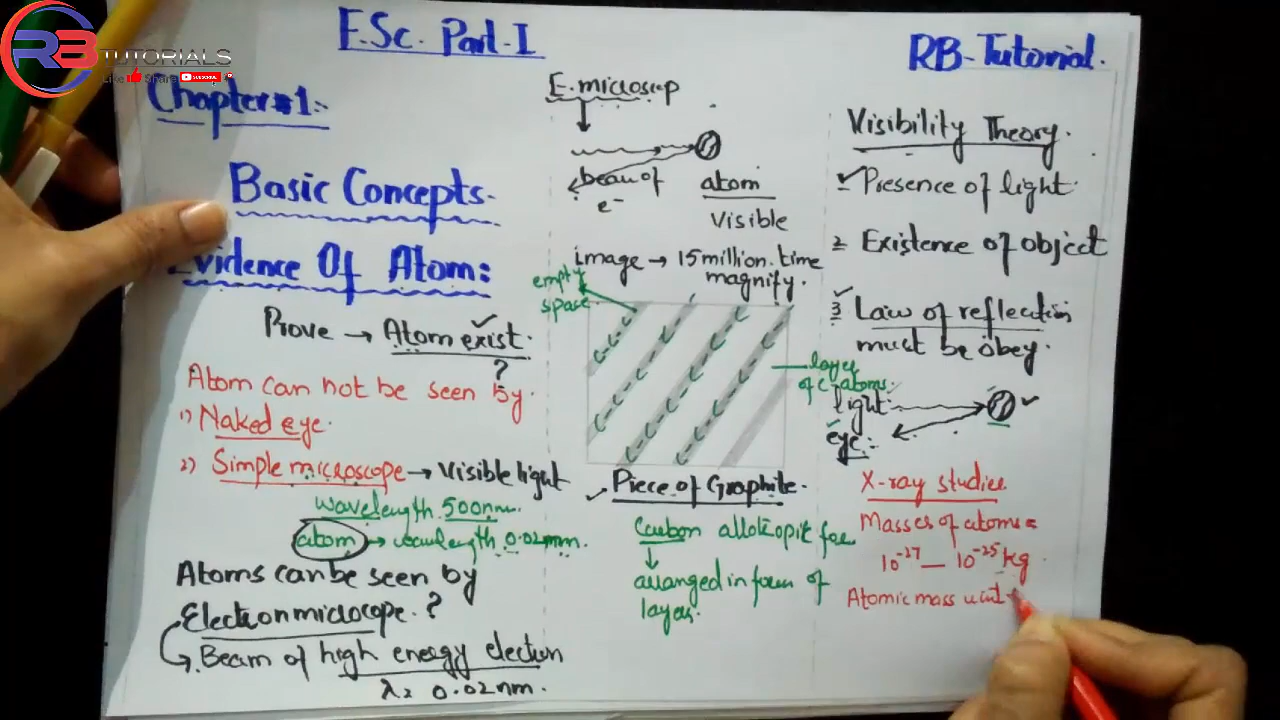 RB TUTORIALS
Like Share SUBSCRIBE
F.Sc. Part-I
RB-Tutorial.
Chapter#1:-
Basic Concepts.
Evidence Of Atom:
Prove → Atom exist.
?
Atom can not be seen by.
1) Naked eye.
2) Simple microscope → Visible light
wavelength 500nm.
atom → wavelength 0.02nm.
Atoms can be seen by
Electron microscope. ?
Beam of high energy electron
λ = 0.02nm.
E. microscop
beam of
e-
atom
Visible
image → 15 million. time
magnify.
empty
space
layer
of C-atoms.
✓ Piece of Graphite.
Carbon allotropic
arranged in form of
layers.
Visibility Theory.
1 Presence of light
2 Existence of object
3 Law of reflection
must be obey.
light
eye:-
X-ray studies
Masses of atoms =
10-27 — 10-25 kg
Atomic mass unit